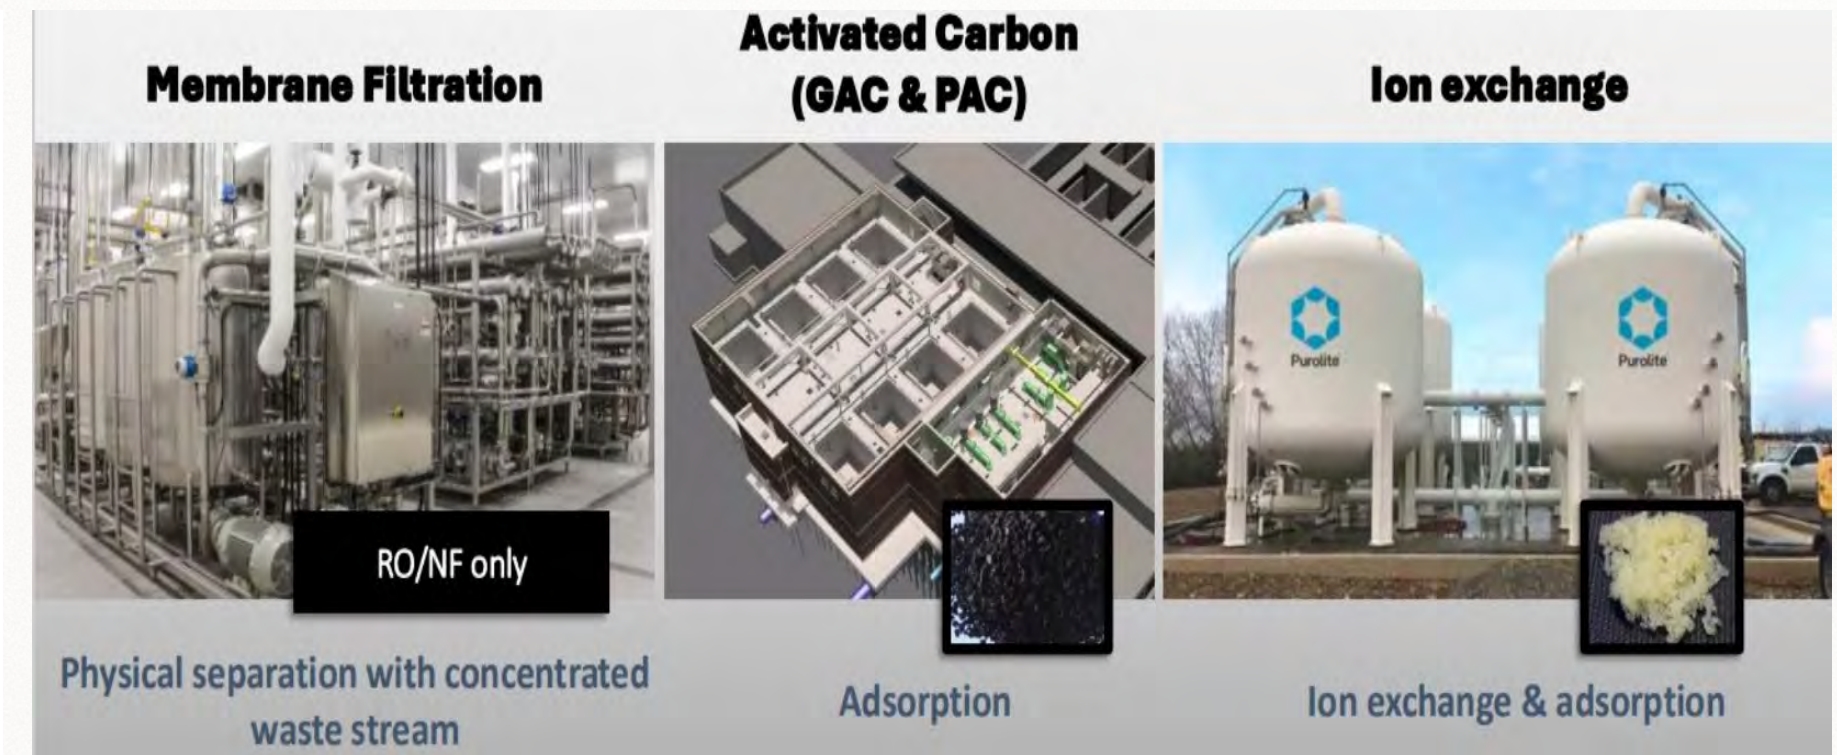 Membrane Filtration
Activated Carbon
(GAC & PAC)
Ion exchange
Purolite
Purolite
RO/NF only
Physical separation with concentrated
waste stream
Adsorption
Ion exchange & adsorption